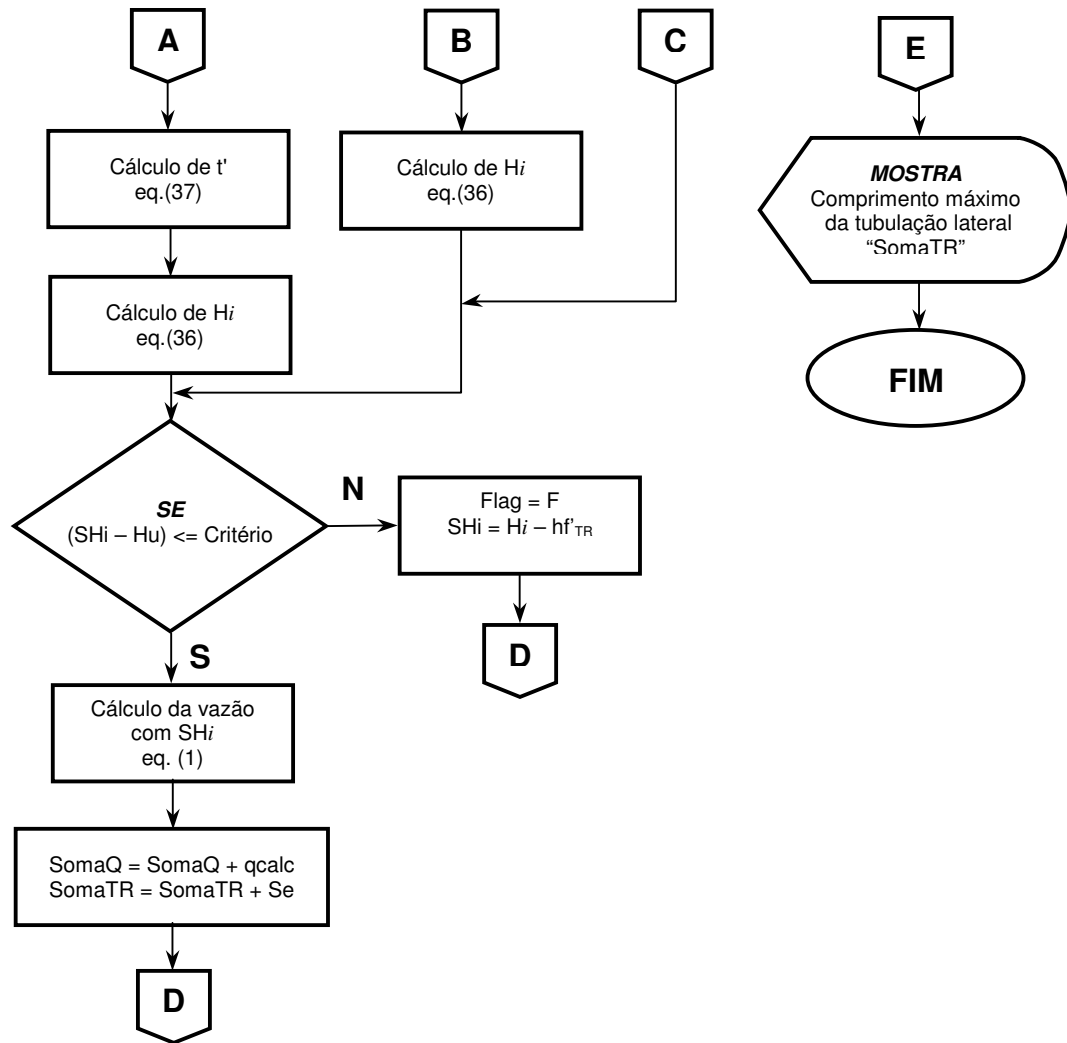 A
B
C
E
Cálculo de t'
eq.(37)
Cálculo de Hi
eq.(36)
MOSTRA
Comprimento máximo
da tubulação lateral
“SomaTR”
Cálculo de Hi
eq.(36)
FIM
SE
(SHi – Hu) <= Critério
N
Flag = F
SHi = Hi – hf’TR
D
S
Cálculo da vazão
com SHi
eq. (1)
SomaQ = SomaQ + qcalc
SomaTR = SomaTR + Se
D